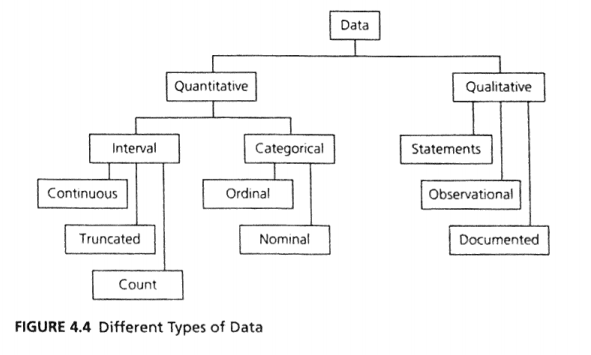 Data
Quantitative
Qualitative
Interval
Categorical
Statements
Continuous
Ordinal
Observational
Truncated
Nominal
Documented
Count
FIGURE 4.4 Different Types of Data